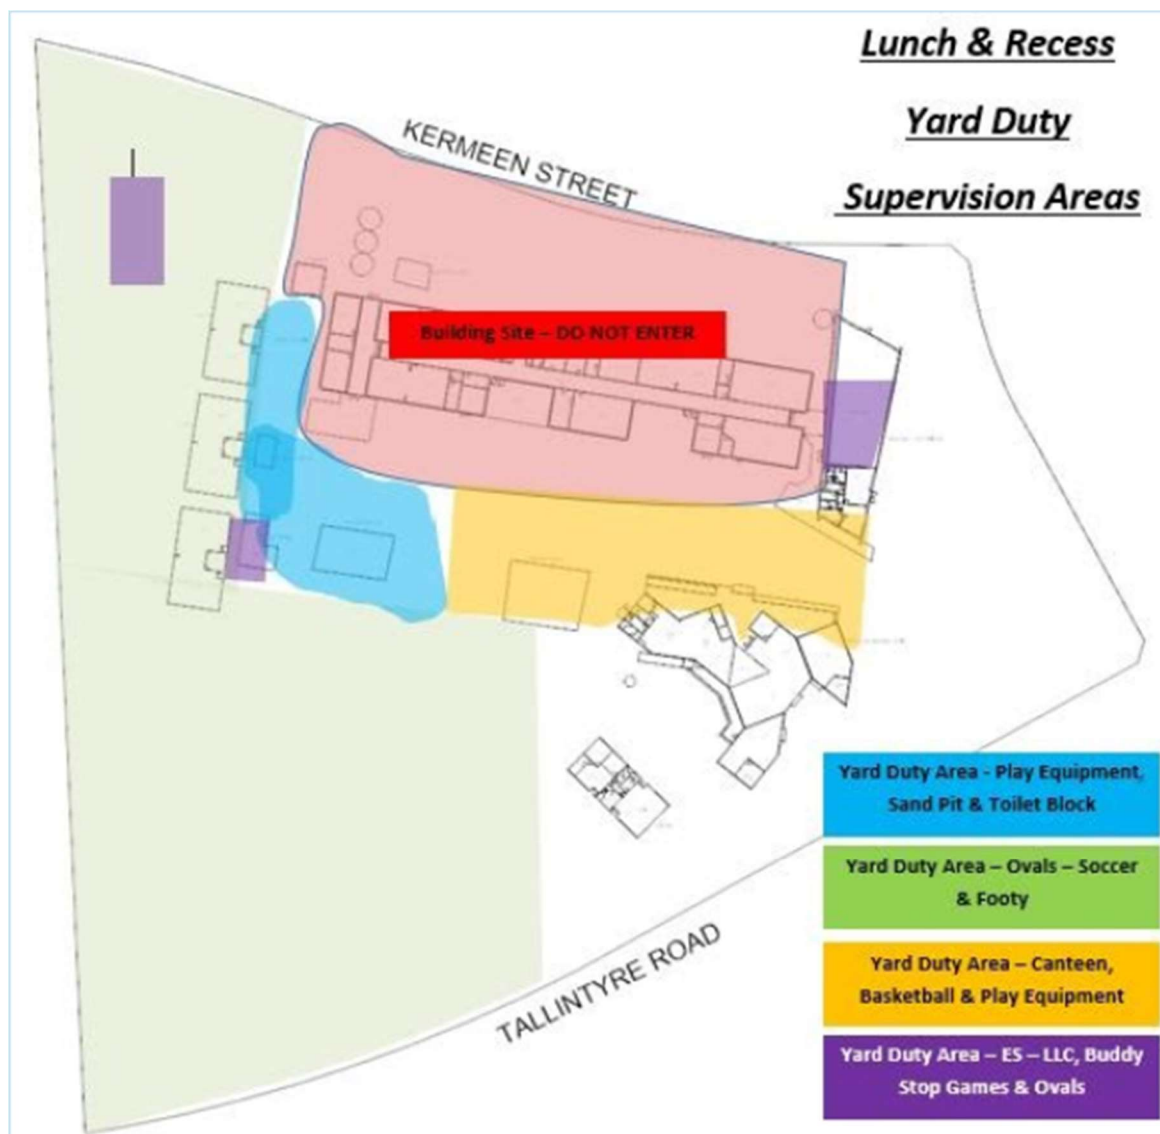 Lunch & Recess
Yard Duty
Supervision Areas
KERMEEN STREET
Building Site – DO NOT ENTER
Yard Duty Area - Play Equipment,
Sand Pit & Toilet Block
Yard Duty Area – Ovals – Soccer
& Footy
Yard Duty Area – Canteen,
Basketball & Play Equipment
Yard Duty Area – ES – LLC, Buddy
Stop Games & Ovals
TALLINTYRE ROAD